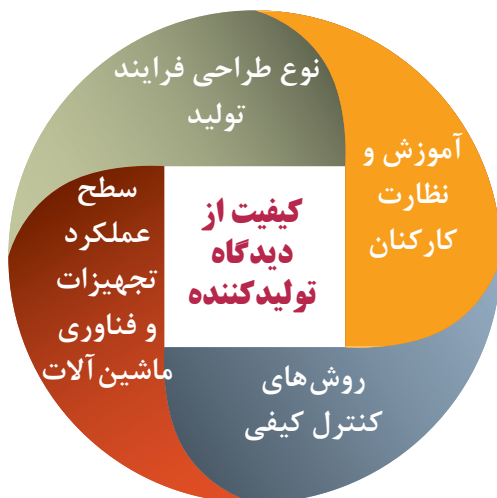 نوع طراحی فرایند
تولید
آموزش و
نظارت
کارکنان
سطح
عملکرد
تجهیزات
و فناوری
ماشین‌آلات
کیفیت از
دیدگاه
تولیدکننده
روش‌های
کنترل کیفی